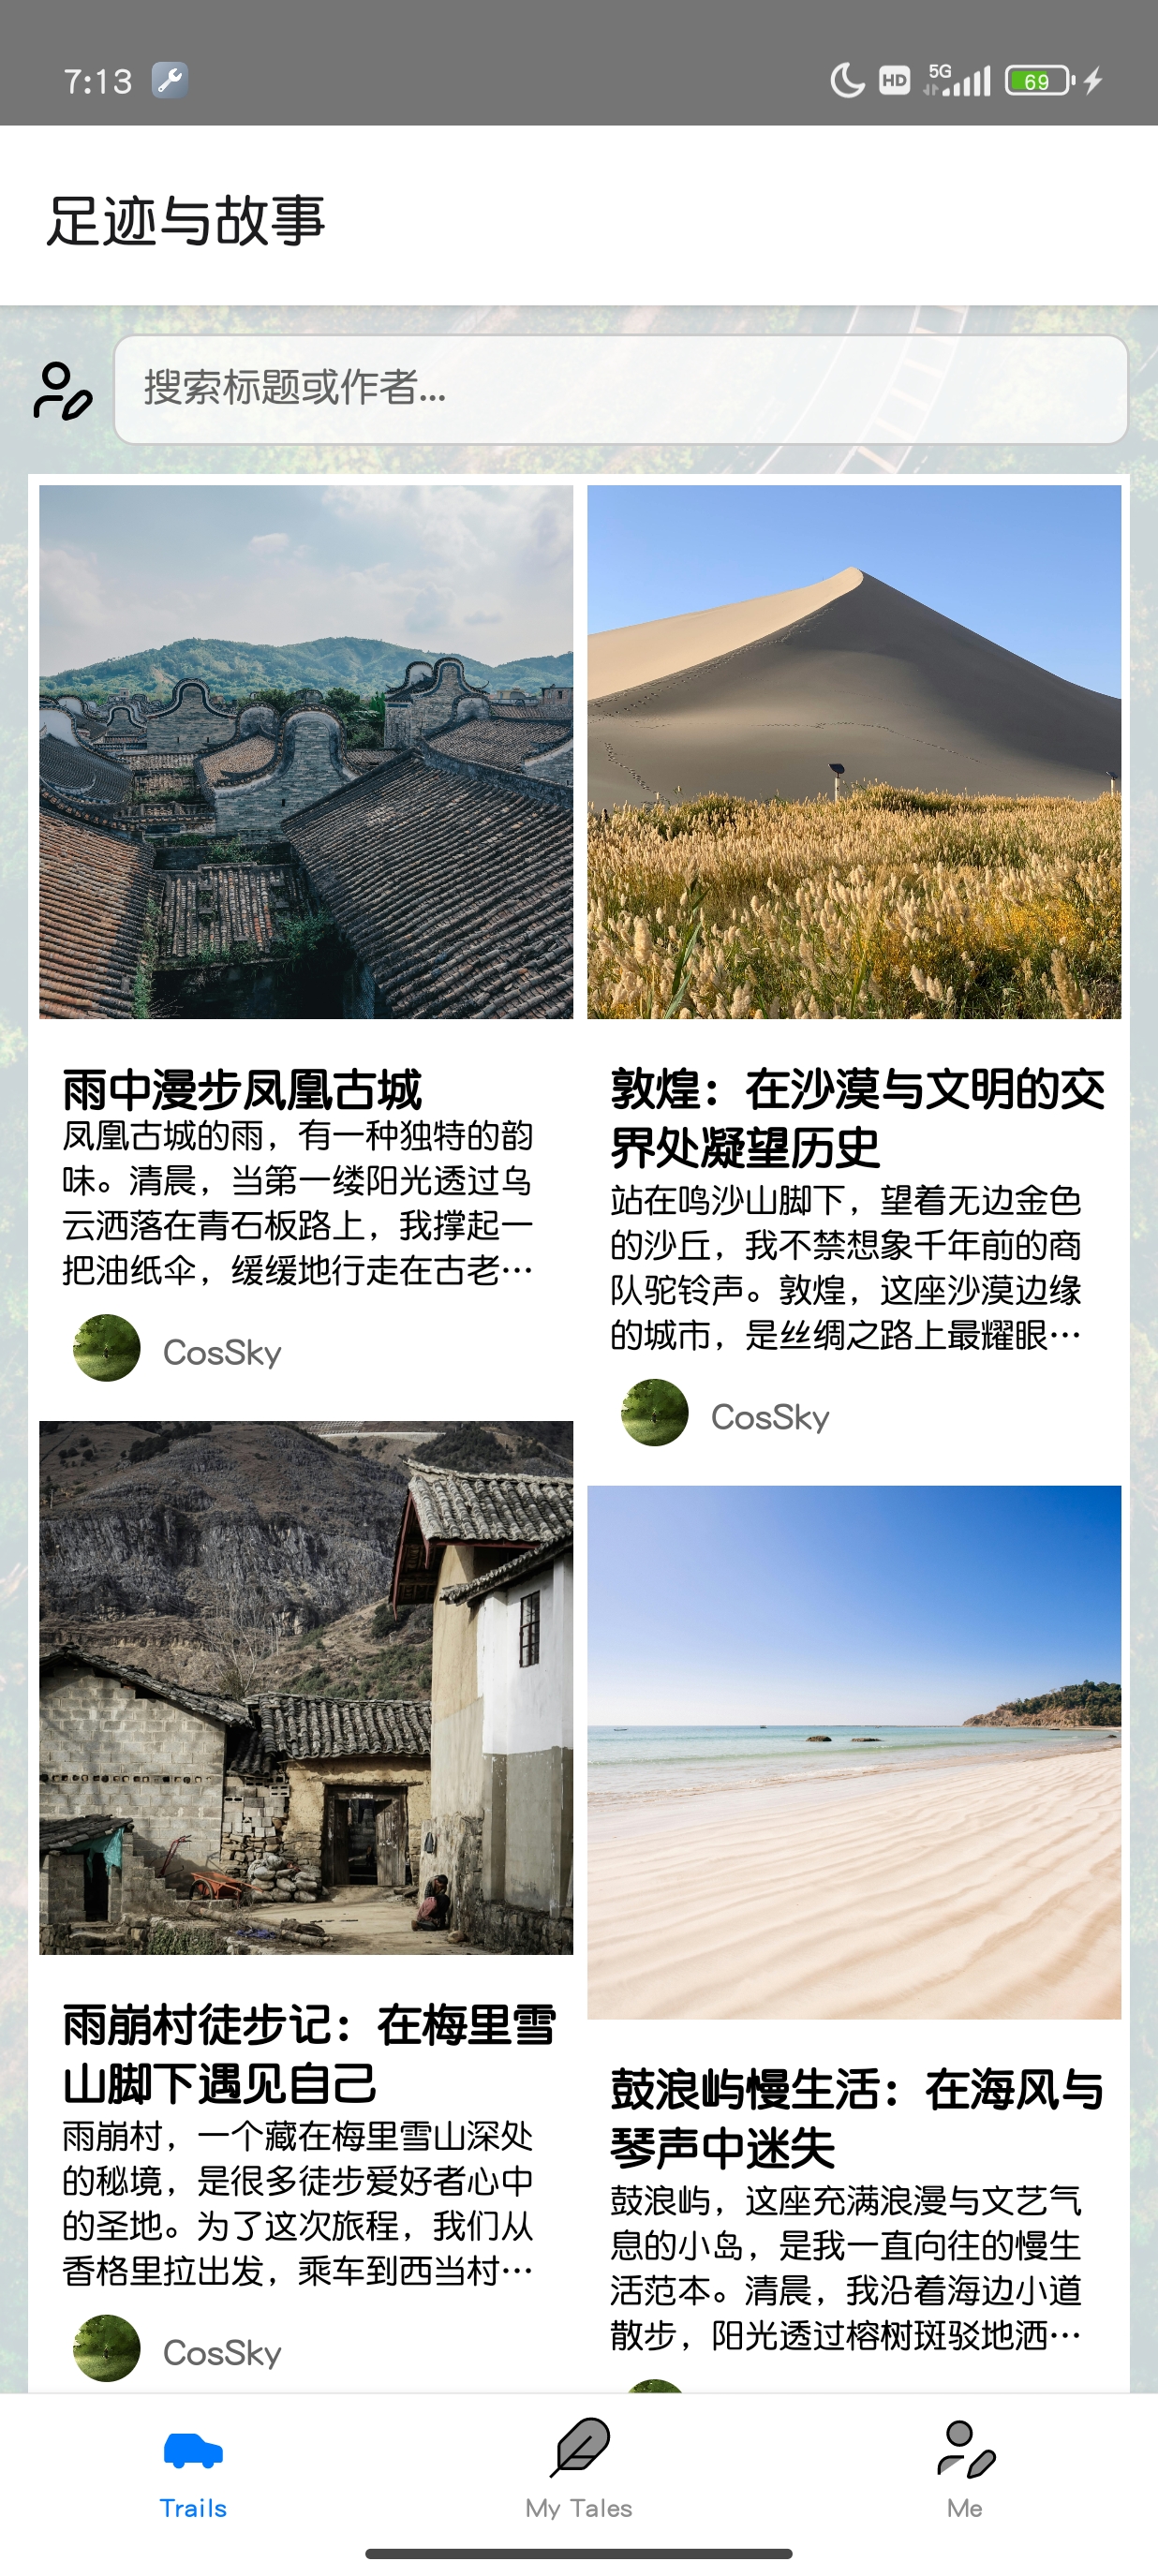 7:13
HD
5G
69
足迹与故事
搜索标题或作者...
雨中漫步凤凰古城
凤凰古城的雨，有一种独特的韵
味。清晨，当第一缕阳光透过乌
云洒落在青石板路上，我撑起一
把油纸伞，缓缓地行走在古老…
CosSky
敦煌：在沙漠与文明的交
界处凝望历史
站在鸣沙山脚下，望着无边金色
的沙丘，我不禁想象千年前的商
队驼铃声。敦煌，这座沙漠边缘
的城市，是丝绸之路上最耀眼…
CosSky
雨崩村徒步记：在梅里雪
山脚下遇见自己
雨崩村，一个藏在梅里雪山深处
的秘境，是很多徒步爱好者心中
的圣地。为了这次旅程，我们从
香格里拉出发，乘车到西当村…
CosSky
鼓浪屿慢生活：在海风与
琴声中迷失
鼓浪屿，这座充满浪漫与文艺气
息的小岛，是我一直向往的慢生
活范本。清晨，我沿着海边小道
散步，阳光透过榕树斑驳地洒…
Trails
My Tales
Me